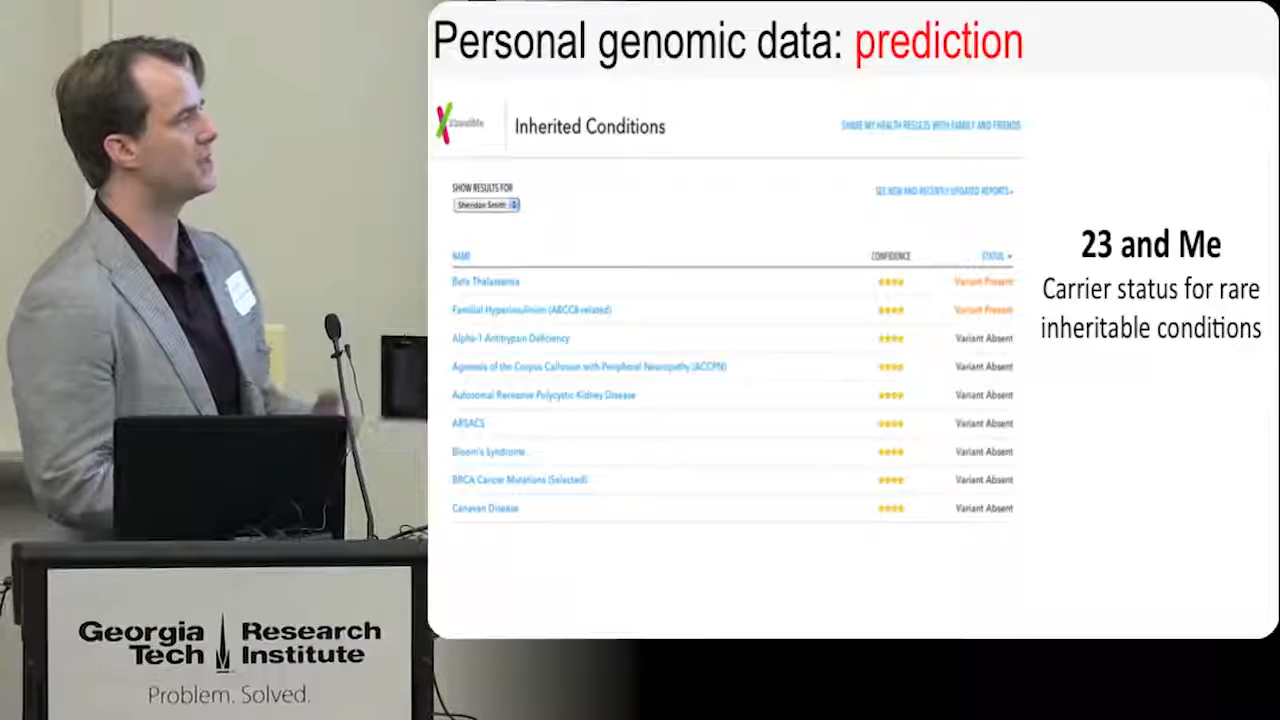 Personal genomic data: prediction
23andMe
Inherited Conditions
SHARE MY HEALTH RESULTS WITH FAMILY AND FRIENDS
SHOW RESULTS FOR
Sheridan Smith
SEE NEW AND RECENTLY UPDATED REPORTS
NAME CONFIDENCE STATUS
Beta Thalassemia Variant Present
Familial Hyperinsulinism (ABCC8-related) Variant Present
Alpha-1 Antitrypsin Deficiency Variant Absent
Agenesis of the Corpus Callosum with Peripheral Neuropathy (ACCPN) Variant Absent
Autosomal Recessive Polycystic Kidney Disease Variant Absent
ARSACS Variant Absent
Bloom's Syndrome Variant Absent
BRCA Cancer Mutations (Selected) Variant Absent
Canavan Disease Variant Absent
23 and Me
Carrier status for rare
inheritable conditions
Georgia Research
Tech Institute
Problem. Solved.